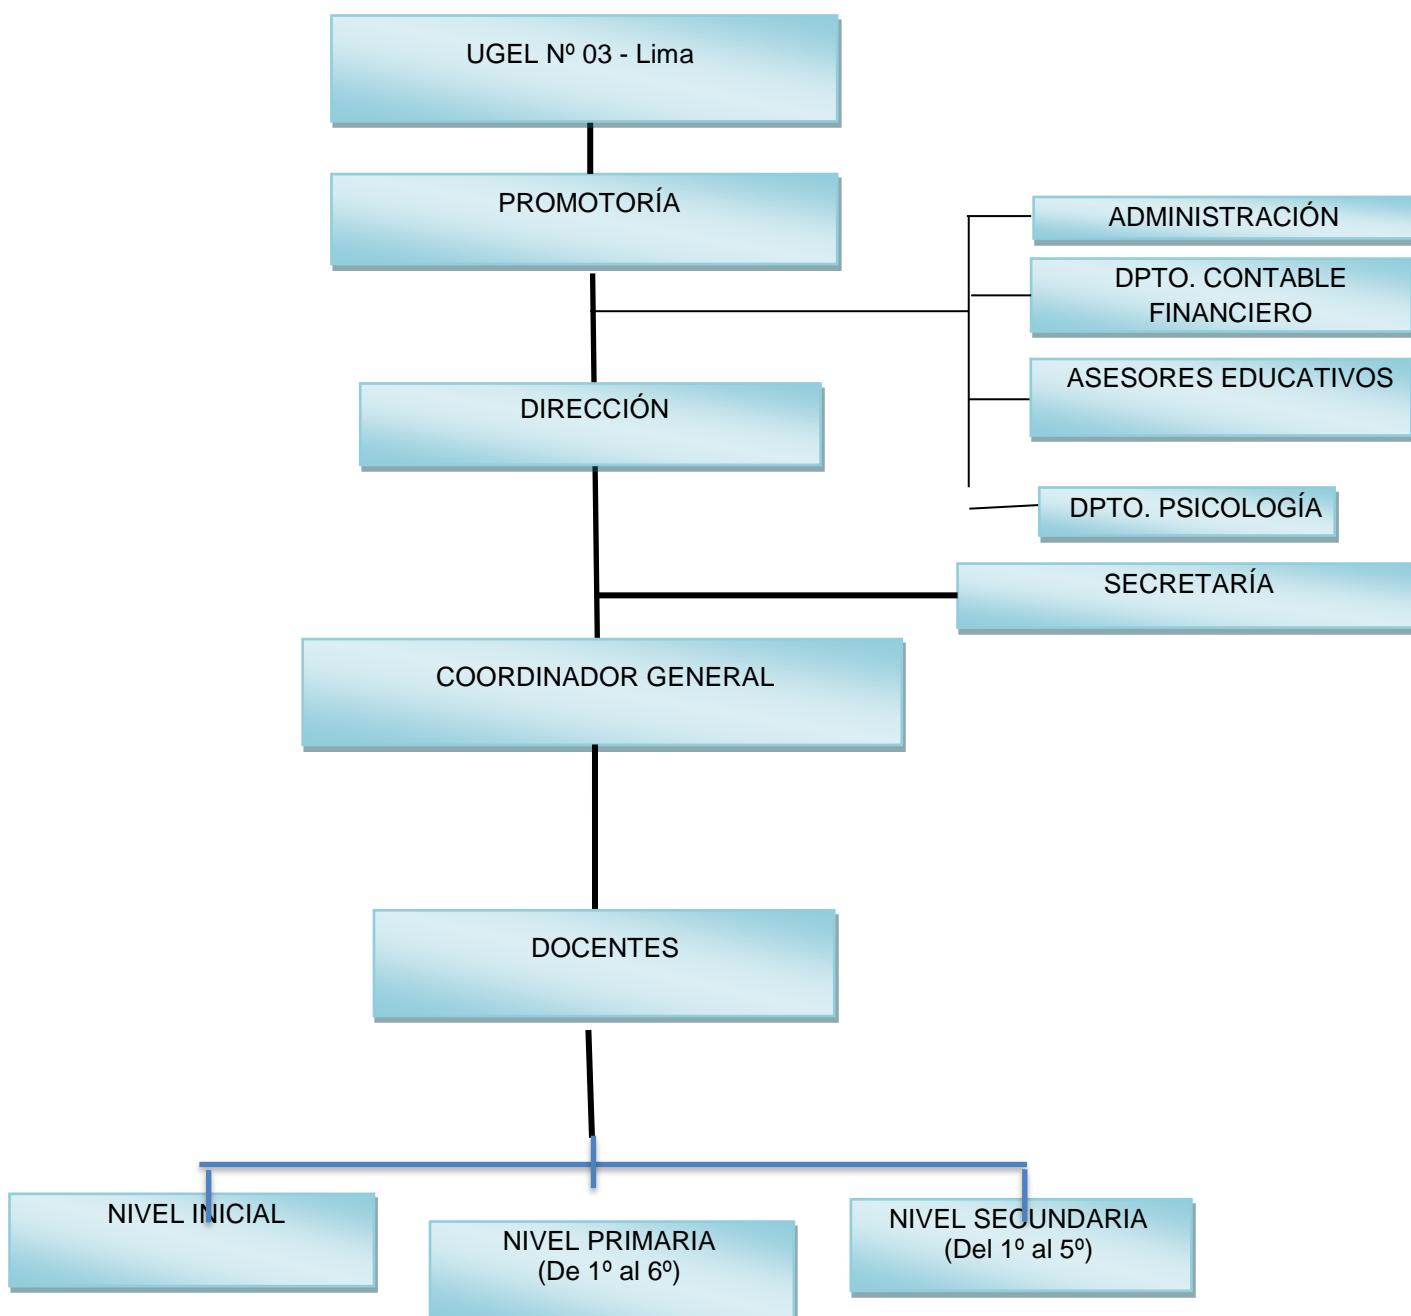 UGEL Nº 03 - Lima
PROMOTORÍA
ADMINISTRACIÓN
DPTO. CONTABLE
FINANCIERO
ASESORES EDUCATIVOS
DIRECCIÓN
DPTO. PSICOLOGÍA
SECRETARÍA
COORDINADOR GENERAL
DOCENTES
NIVEL INICIAL
NIVEL PRIMARIA
(De 1º al 6º)
NIVEL SECUNDARIA
(Del 1º al 5º)